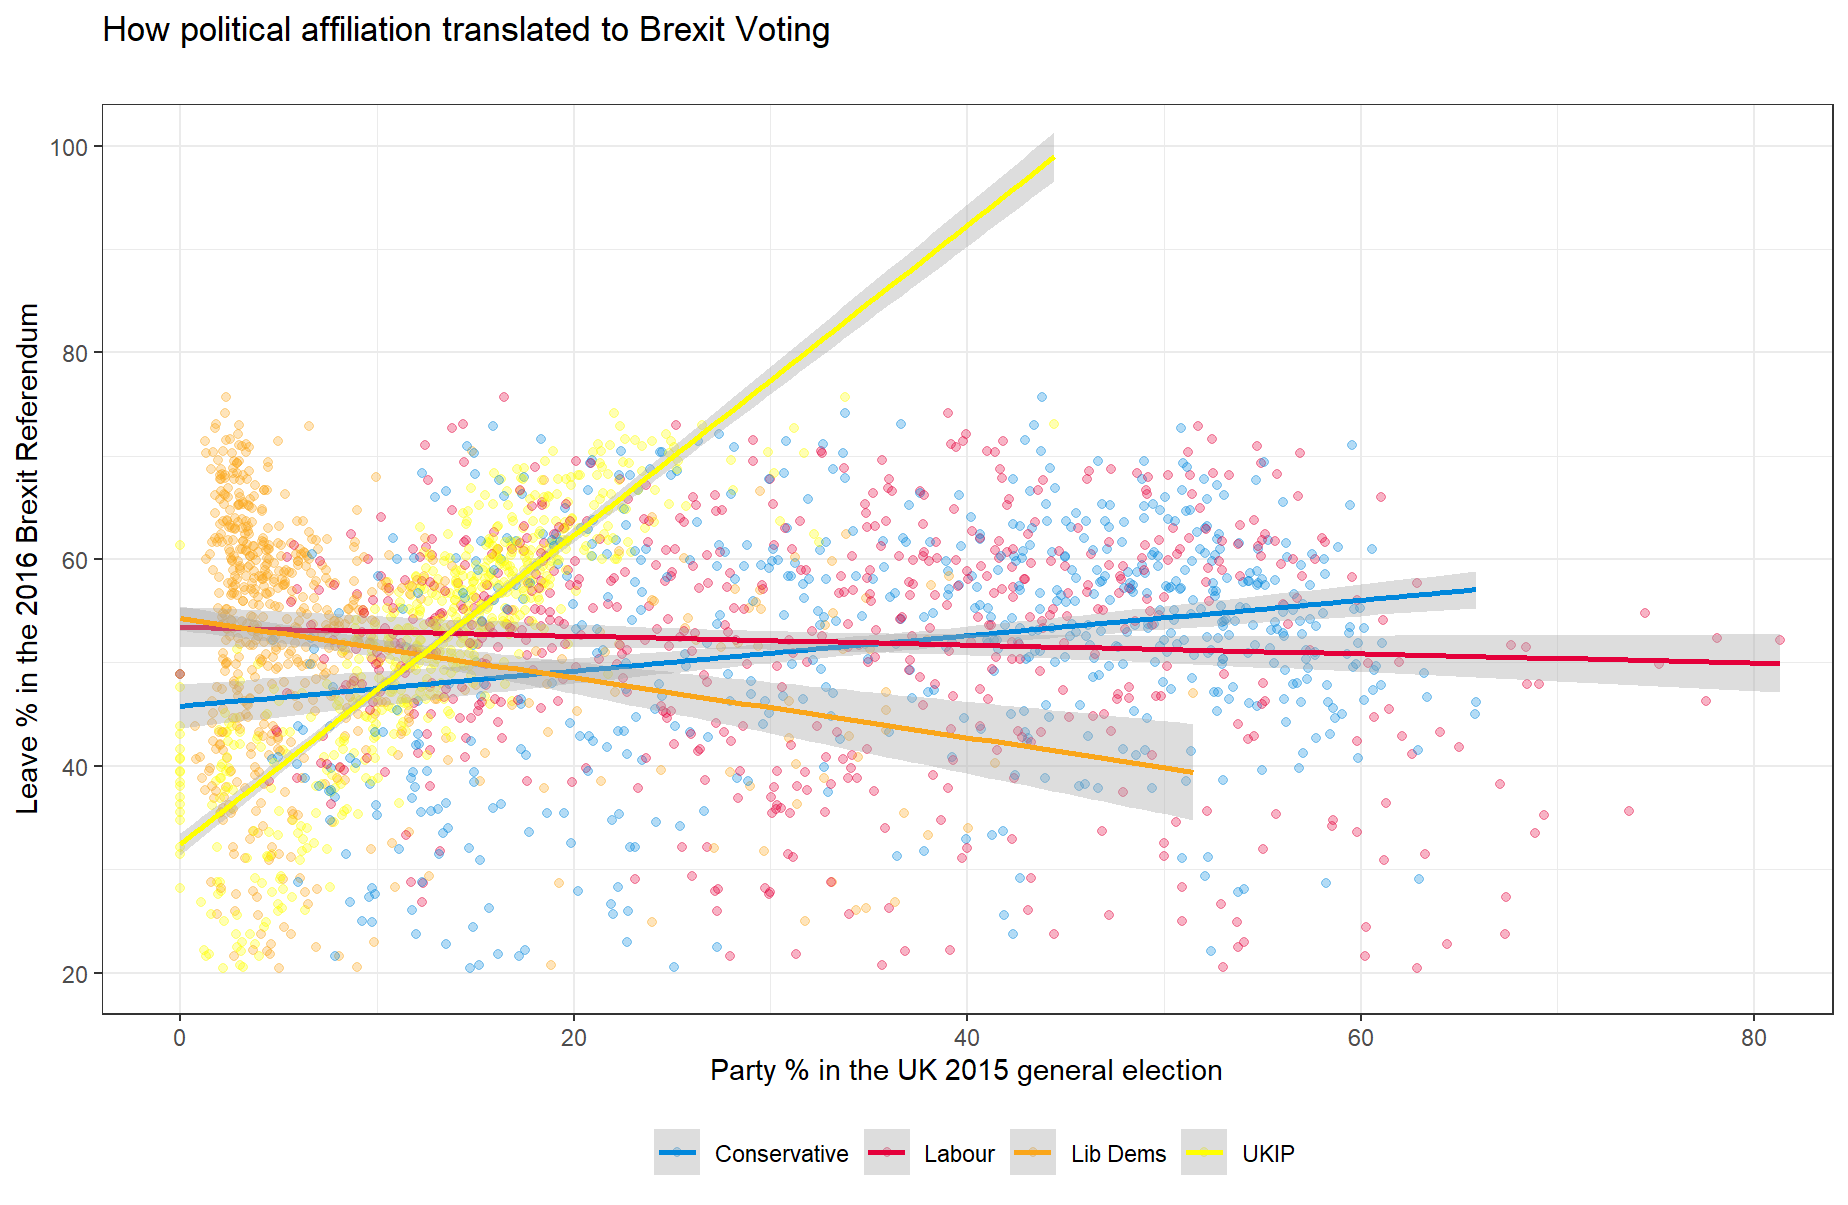 How political affiliation translated to Brexit Voting
Leave % in the 2016 Brexit Referendum
100
80
60
40
20
0 20 40 60 80
Party % in the UK 2015 general election
Conservative Labour Lib Dems UKIP